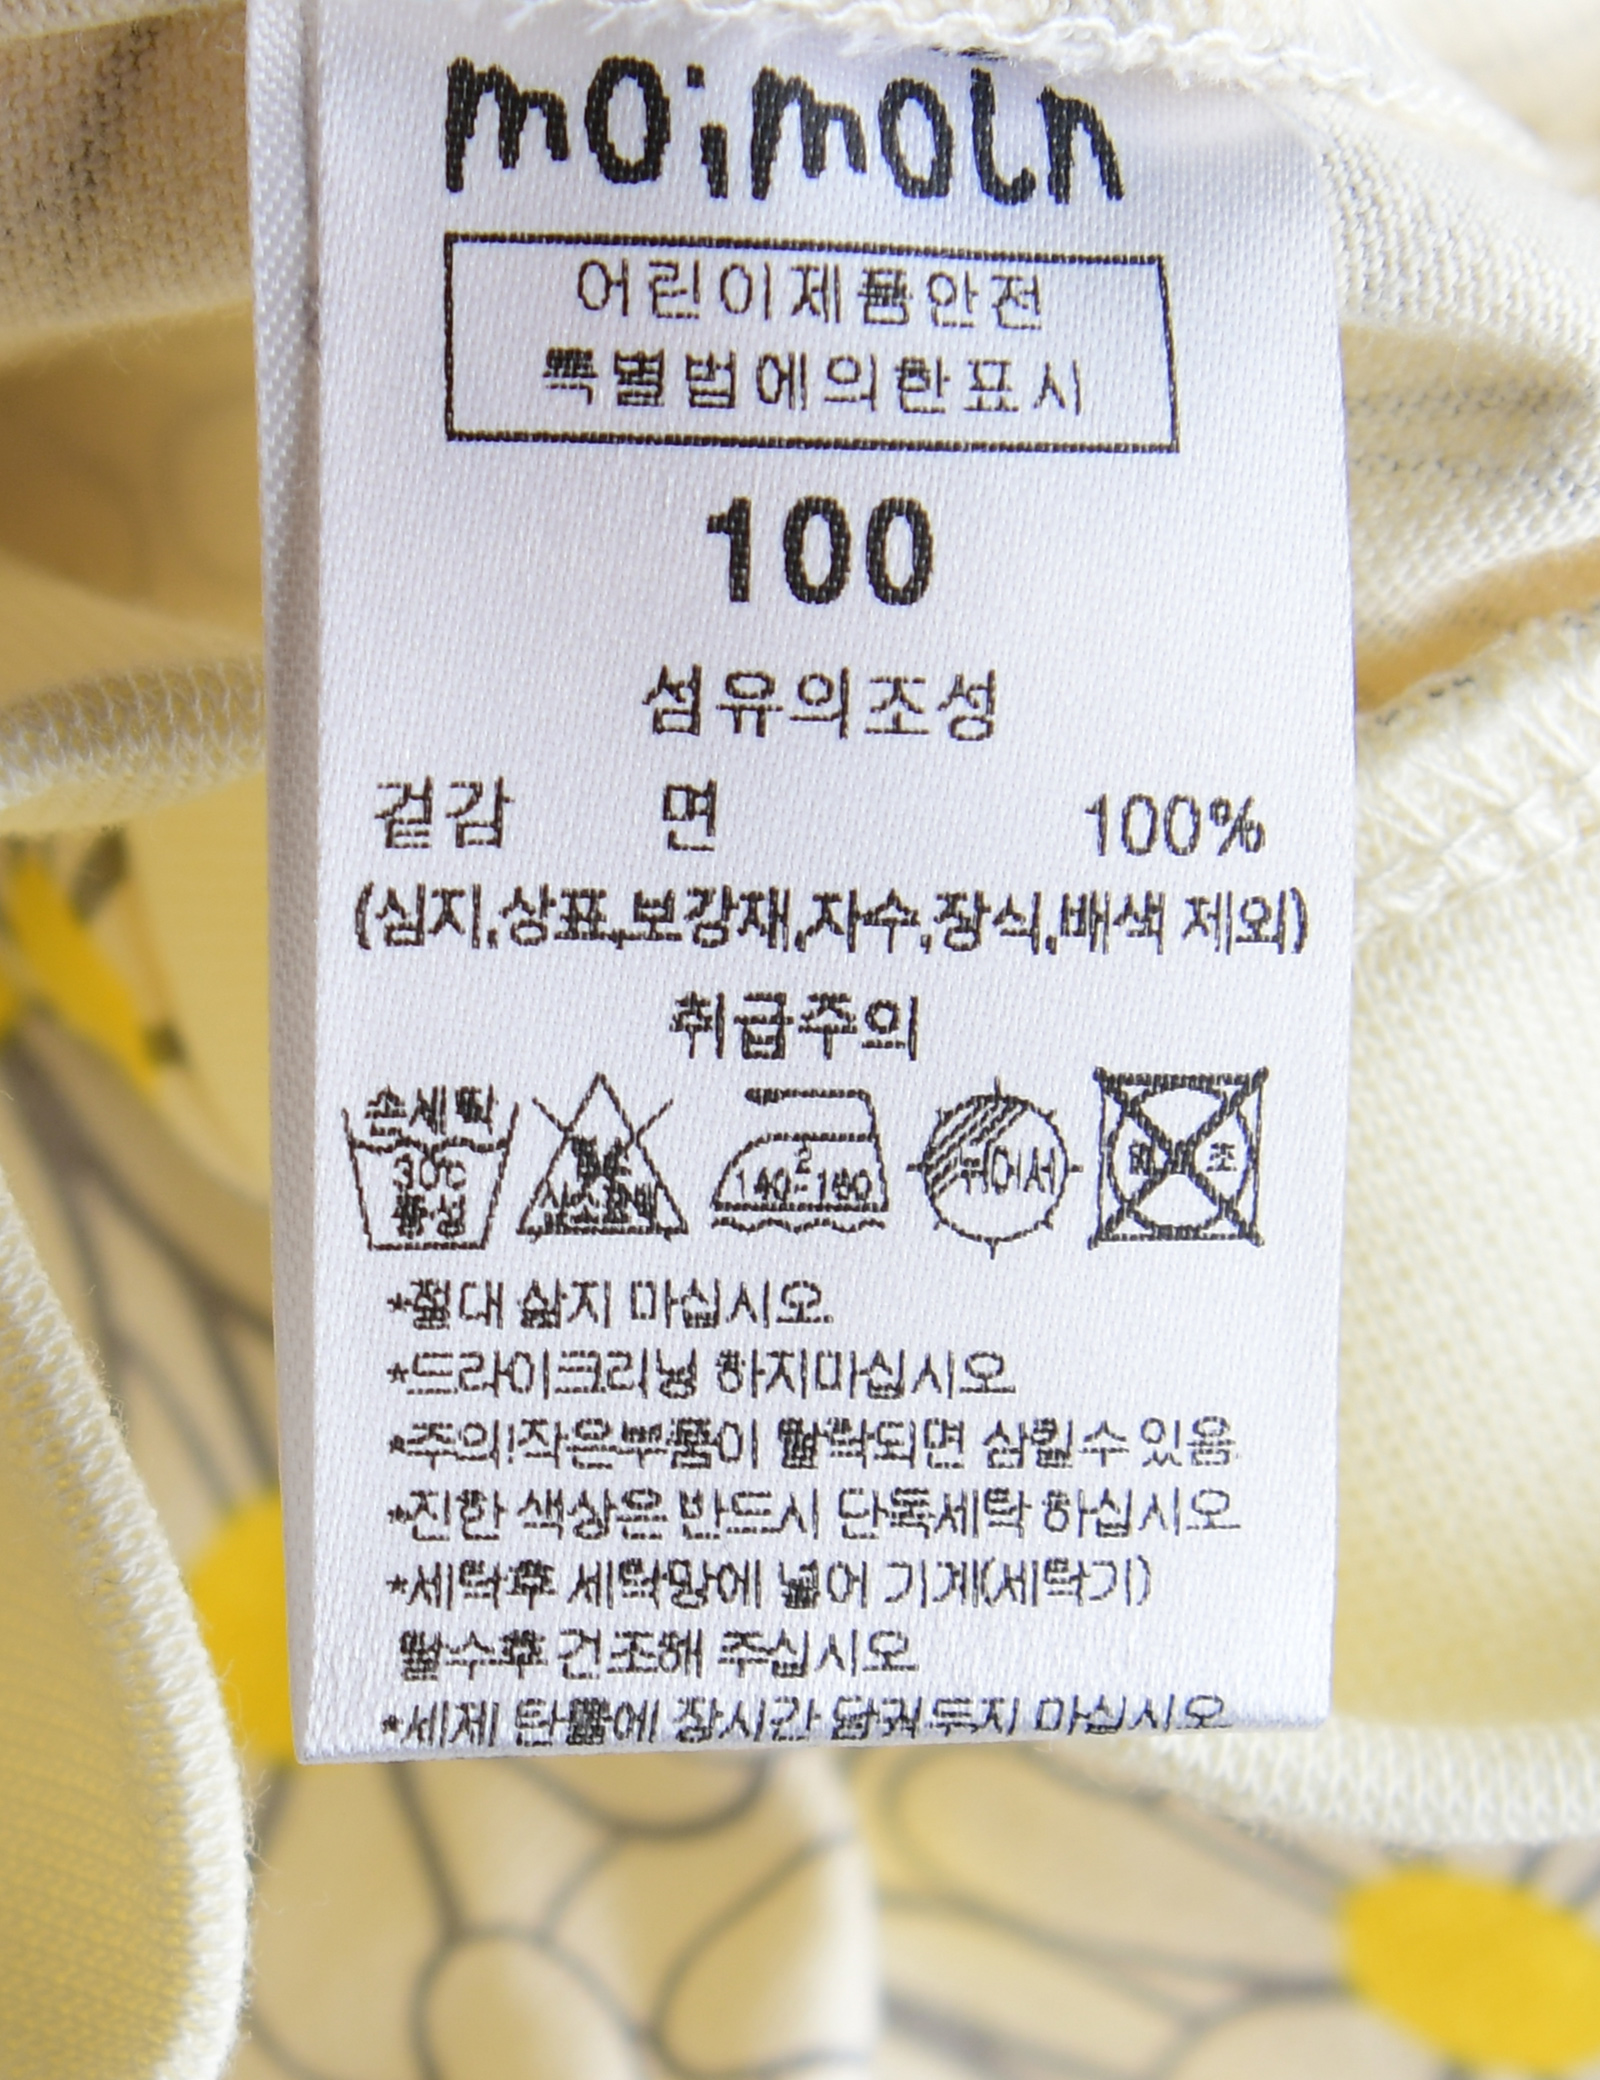 moimoln
어린이제품안전
특별법에의한표시
100
섬유의조성
겉감 면 100%
(심지,상표,보강재,자수,장식,배색 제외)
취급주의
손세탁
30℃
중성
2
140-160
뉘어서
*절대 삶지 마십시오.
*드라이크리닝 하지마십시오
*주의!작은부품이 탈락되면 삼킬수 있음.
*진한 색상은 반드시 단독세탁 하십시오
*세탁후 세탁망에 넣어 기계(세탁기)
탈수후 건조해 주십시오
*세제 탄물에 장시간 담궈 두지 마십시오